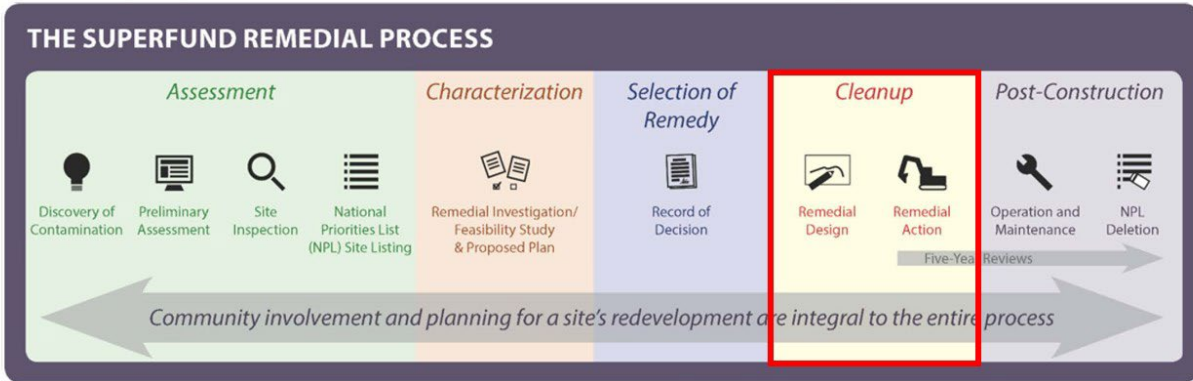 THE SUPERFUND REMEDIAL PROCESS
Assessment
Discovery of
Contamination
Preliminary
Assessment
Site
Inspection
National
Priorities List
(NPL) Site Listing
Characterization
Remedial Investigation/
Feasibility Study
& Proposed Plan
Selection of
Remedy
Record of
Decision
Cleanup
Remedial
Design
Remedial
Action
Post-Construction
Operation and
Maintenance
NPL
Deletion
Five-Year Reviews
Community involvement and planning for a site's redevelopment are integral to the entire process